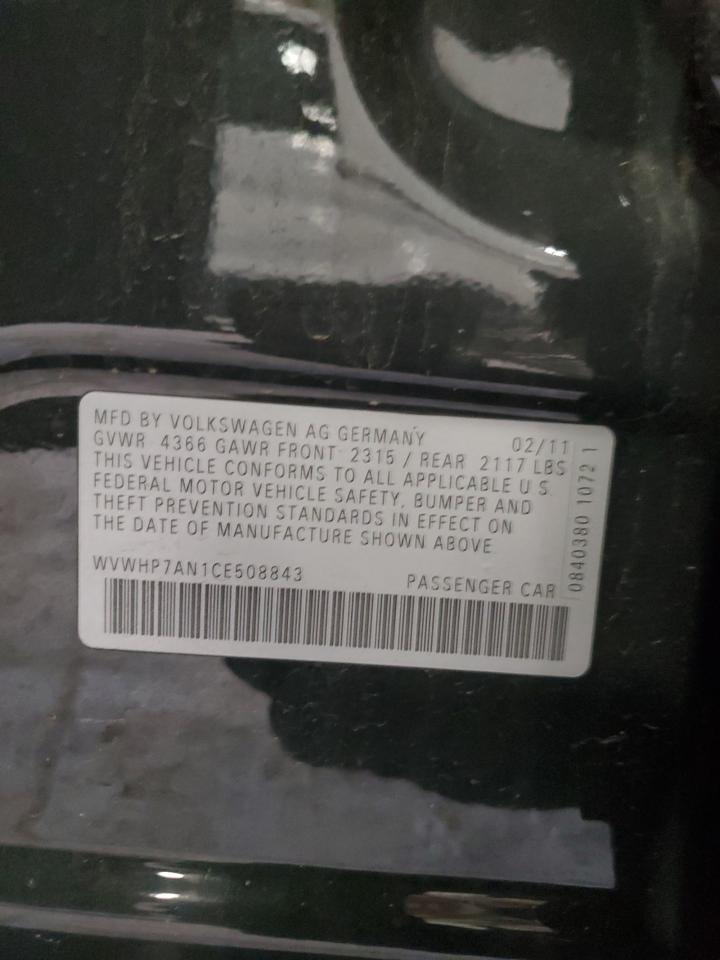 MFD BY VOLKSWAGEN AG GERMANY 02/11
GVWR 4366 GAWR FRONT 2315 / REAR 2117 LBS
THIS VEHICLE CONFORMS TO ALL APPLICABLE U S
FEDERAL MOTOR VEHICLE SAFETY, BUMPER AND
THEFT PREVENTION STANDARDS IN EFFECT ON
THE DATE OF MANUFACTURE SHOWN ABOVE
WVWHP7AN1CE508843 PASSENGER CAR
0840380 1072 1